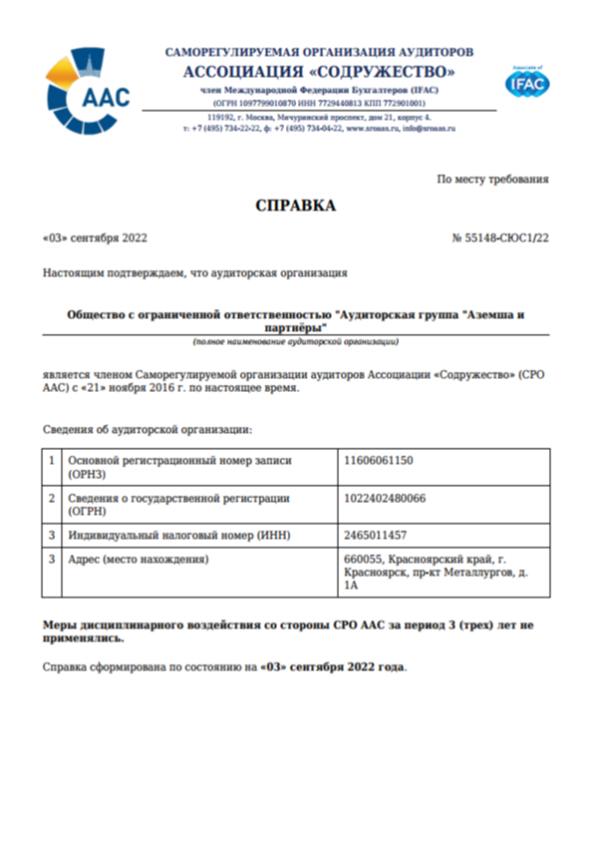 ААС
САМОРЕГУЛИРУЕМАЯ ОРГАНИЗАЦИЯ АУДИТОРОВ
АССОЦИАЦИЯ «СОДРУЖЕСТВО»
член Международной Федерации Бухгалтеров (IFAC)
(ОГРН 1097799010870 ИНН 7729440813 КПП 772901001)
119192, г. Москва, Мичуринский проспект, дом 21, корпус 4.
т: +7 (495) 734-22-22, ф: +7 (495) 734-04-22, www.sroaas.ru, info@sroaas.ru
Associate of
IFAC
По месту требования
СПРАВКА
«03» сентября 2022 № 55148-СЮС1/22
Настоящим подтверждаем, что аудиторская организация
Общество с ограниченной ответственностью "Аудиторская группа "Аземша и
партнёры"
(полное наименование аудиторской организации)
является членом Саморегулируемой организации аудиторов Ассоциации «Содружество» (СРО
ААС) с «21» ноября 2016 г. по настоящее время.
Сведения об аудиторской организации:
1 Основной регистрационный номер записи 11606061150
(ОРНЗ)
2 Сведения о государственной регистрации 1022402480066
(ОГРН)
3 Индивидуальный налоговый номер (ИНН) 2465011457
3 Адрес (место нахождения) 660055, Красноярский край, г.
Красноярск, пр-кт Металлургов, д.
1А
Меры дисциплинарного воздействия со стороны СРО ААС за период 3 (трех) лет не
применялись.
Справка сформирована по состоянию на «03» сентября 2022 года.